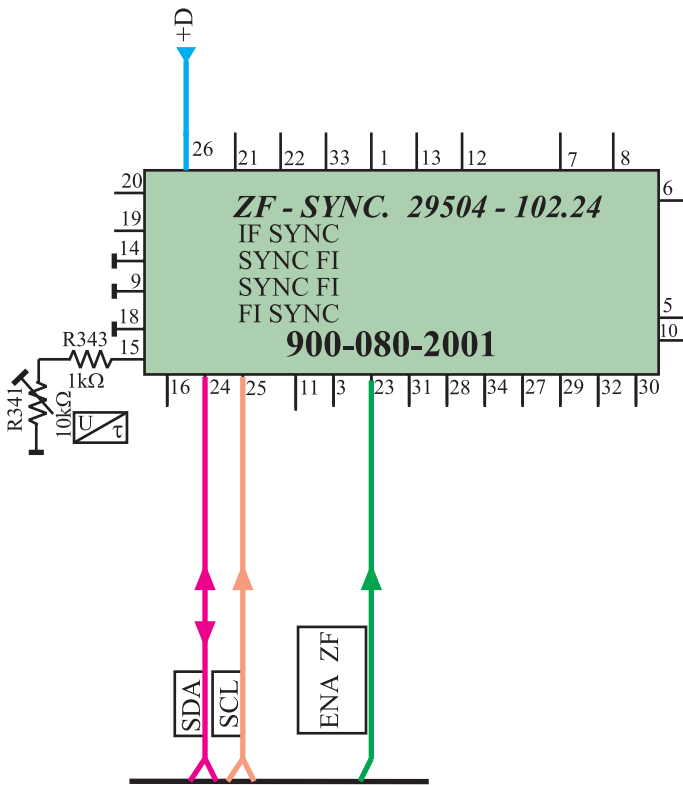 +D
26 21 22 33 1 13 12 7 8
20
19
14
9
18
15
6
5
10
ZF - SYNC. 29504 - 102.24
IF SYNC
SYNC FI
SYNC FI
FI SYNC
900-080-2001
R343
1kΩ
R341
10kΩ
U
τ
16 24 25 11 3 23 31 28 34 27 29 32 30
SDA
SCL
ENA ZF